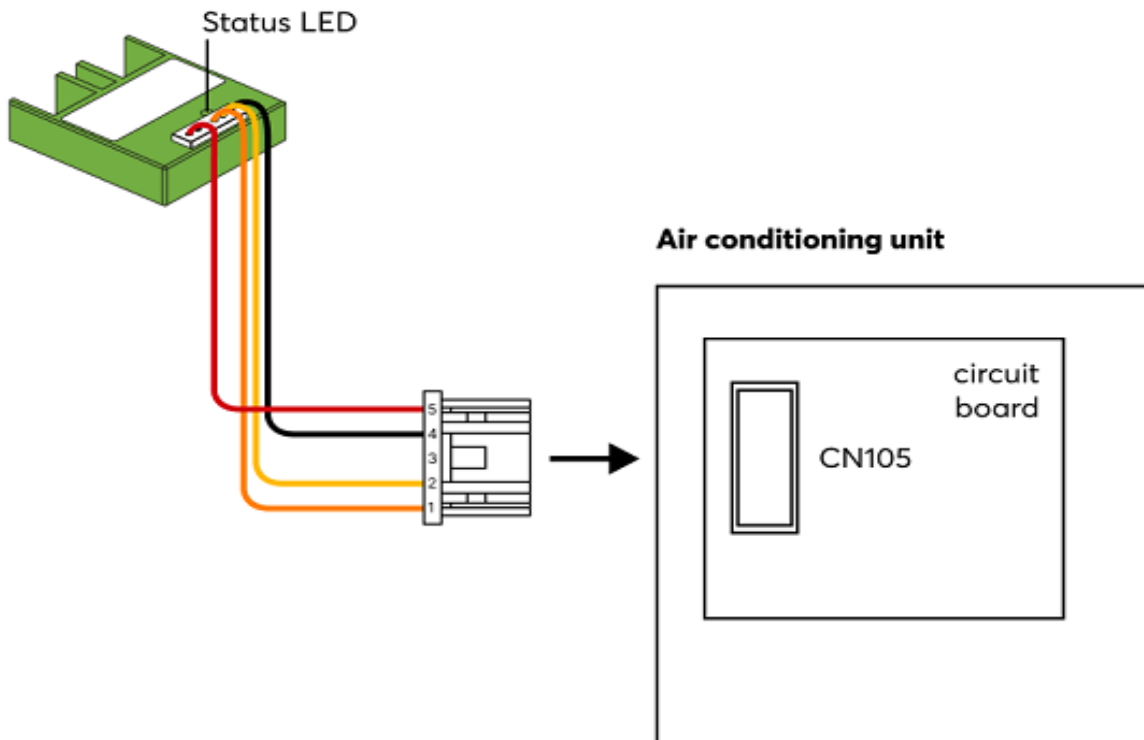 Status LED
Air conditioning unit
5
4
3
2
1
circuit
board
CN105